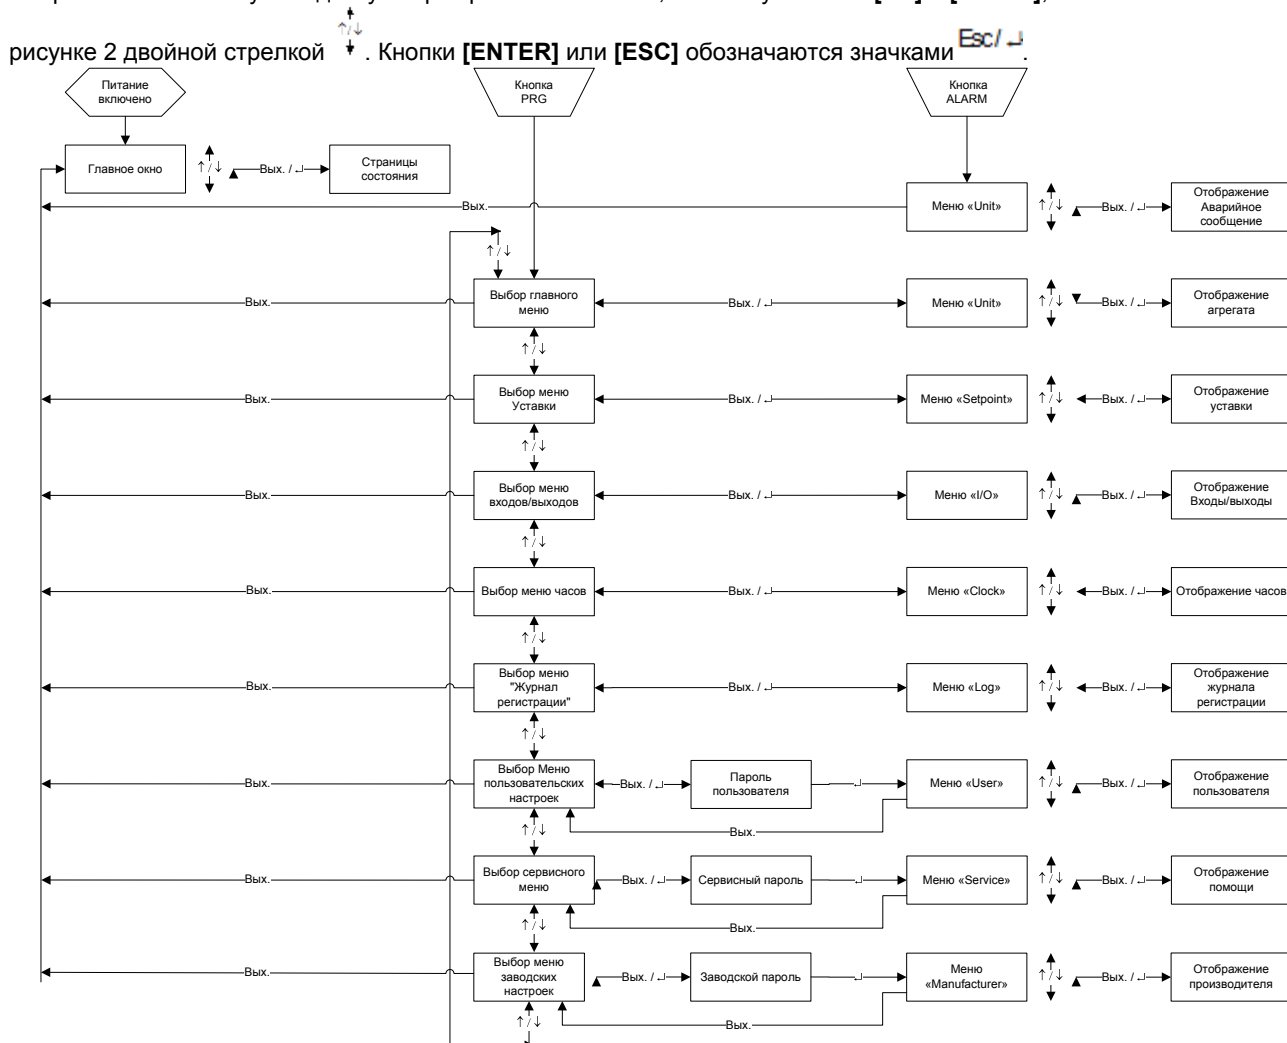 рисунке 2 двойной стрелкой ↑/↓ . Кнопки [ENTER] или [ESC] обозначаются значками Esc/ ↵ .
Питание
включено
Кнопка
PRG
Кнопка
ALARM
Главное окно
↑/↓
Вых. / ↵
Страницы
состояния
Вых.
Меню «Unit»
↑/↓
Вых. / ↵
Отображение
Аварийное
сообщение
↑/↓
Вых.
Выбор главного
меню
Вых. / ↵
Меню «Unit»
↑/↓
Вых. / ↵
Отображение
агрегата
↑/↓
Вых.
Выбор меню
Уставки
Вых. / ↵
Меню «Setpoint»
↑/↓
Вых. / ↵
Отображение
уставки
↑/↓
Вых.
Выбор меню
входов/выходов
Вых. / ↵
Меню «I/O»
↑/↓
Вых. / ↵
Отображение
Входы/выходы
↑/↓
Вых.
Выбор меню часов
Вых. / ↵
Меню «Clock»
↑/↓
Вых. / ↵
Отображение часов
↑/↓
Вых.
Выбор меню
"Журнал
регистрации"
Вых. / ↵
Меню «Log»
↑/↓
Вых. / ↵
Отображение
журнала
регистрации
↑/↓
Вых.
Выбор Меню
пользовательских
настроек
Вых. / ↵
Пароль
пользователя
↵
Меню «User»
↑/↓
Вых. / ↵
Отображение
пользователя
↑/↓
Вых.
Вых.
Выбор сервисного
меню
Вых. / ↵
Сервисный пароль
↵
Меню «Service»
↑/↓
Вых. / ↵
Отображение
помощи
↑/↓
Вых.
Вых.
Выбор меню
заводских
настроек
Вых. / ↵
Заводской пароль
↵
Меню
«Manufacturer»
↑/↓
Вых. / ↵
Отображение
производителя
↑/↓
Вых.